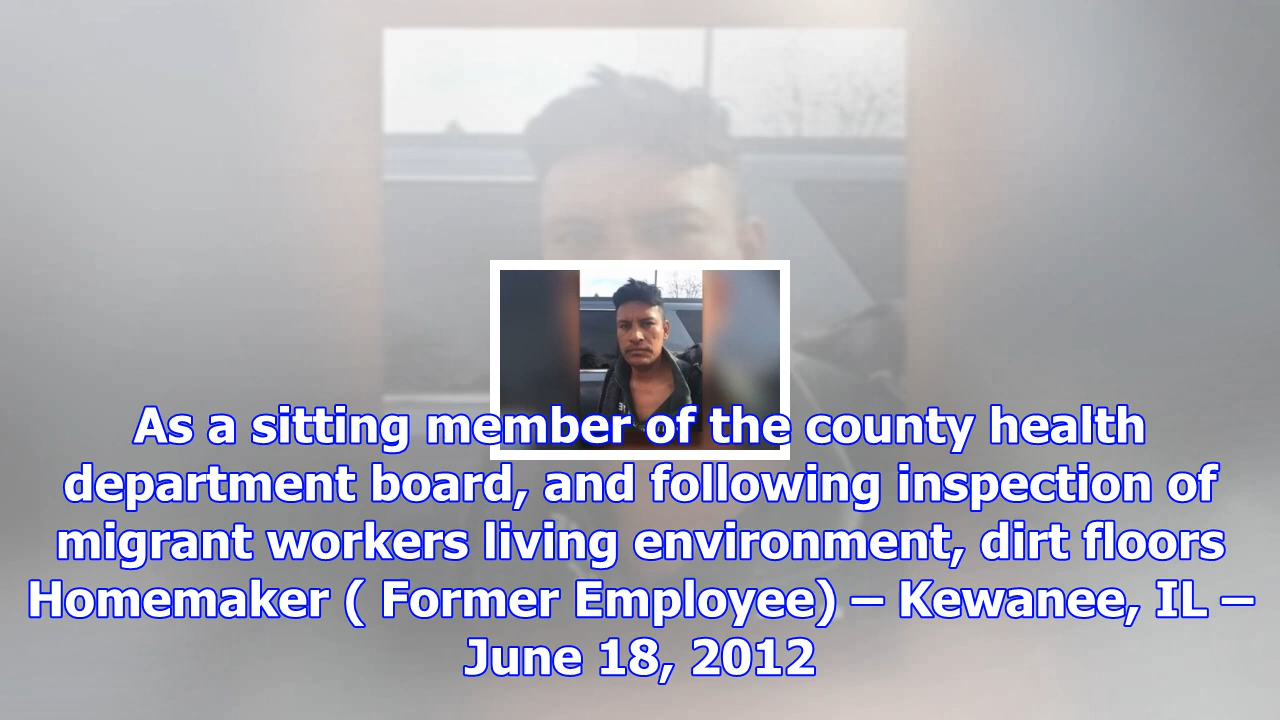 As a sitting member of the county health
department board, and following inspection of
migrant workers living environment, dirt floors
Homemaker ( Former Employee) – Kewanee, IL –
June 18, 2012